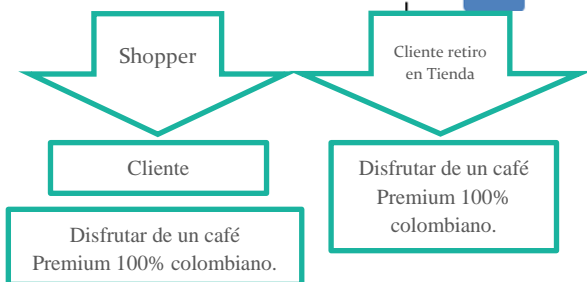 Shopper
Cliente
Disfrutar de un café
Premium 100% colombiano.
Cliente retiro
en Tienda
Disfrutar de un café
Premium 100%
colombiano.